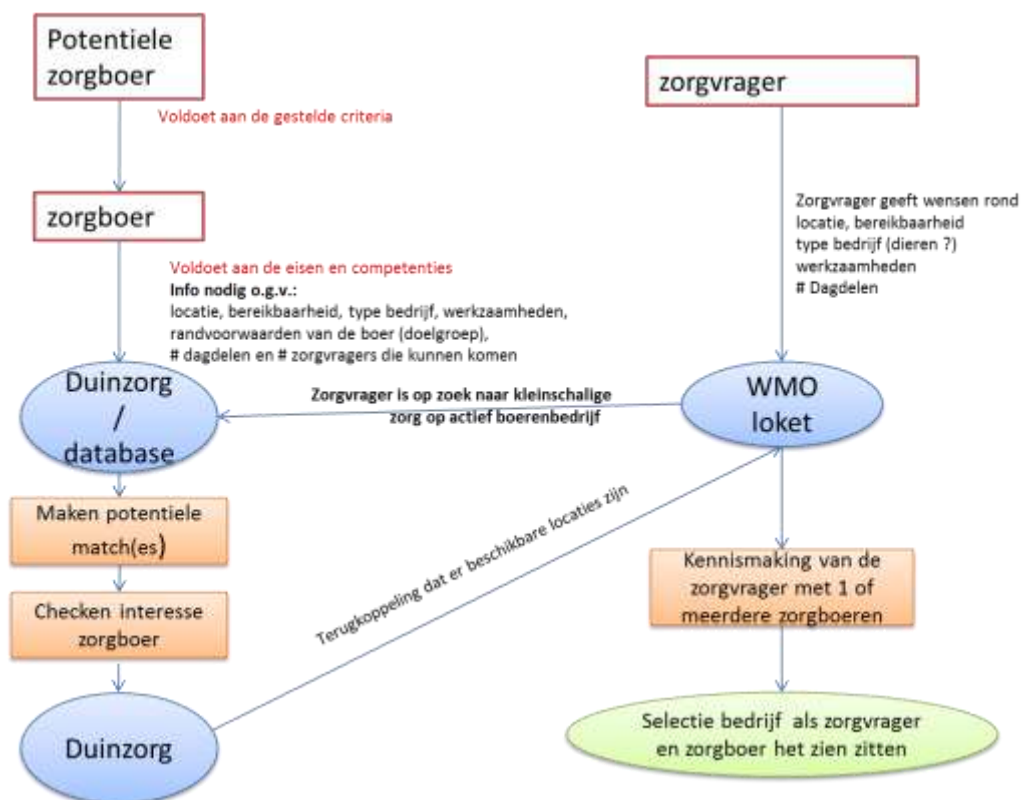 Potentiele
zorgboer
Voldoet aan de gestelde criteria
zorgboer
Voldoet aan de eisen en competenties
Info nodig o.g.v.:
locatie, bereikbaarheid, type bedrijf, werkzaamheden,
randvoorwaarden van de boer (doelgroep),
# dagdelen en # zorgvragers die kunnen komen
Duinzorg
/
database
Maken potentiele
match(es)
Checken interesse
zorgboer
Duinzorg
zorgvrager
Zorgvrager geeft wensen rond
locatie, bereikbaarheid
type bedrijf (dieren ?)
werkzaamheden
# Dagdelen
WMO
loket
Zorgvrager is op zoek naar kleinschalige
zorg op actief boerenbedrijf
Terugkoppeling dat er beschikbare locaties zijn
Kennismaking van de
zorgvrager met 1 of
meerdere zorgboeren
Selectie bedrijf als zorgvrager
en zorgboer het zien zitten